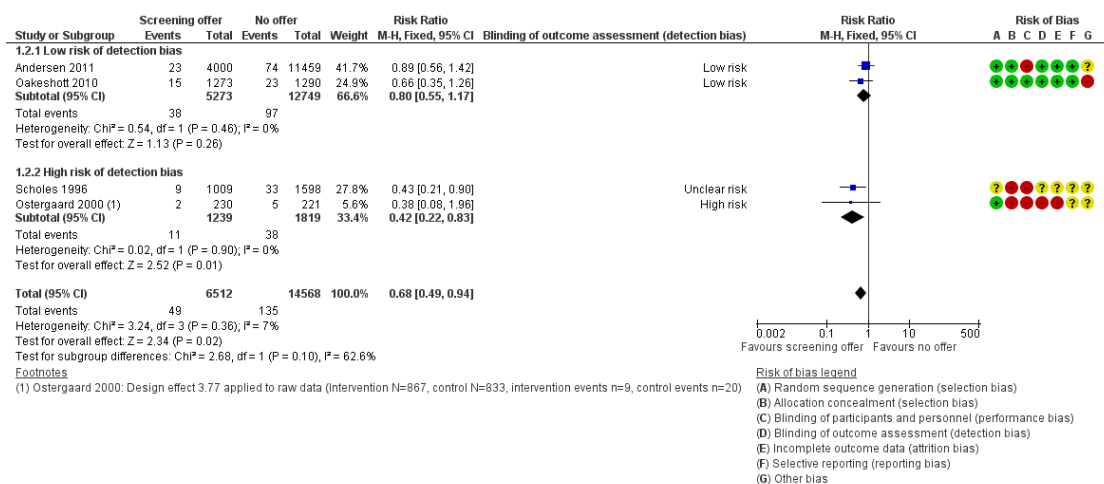 Screening offer No offer Risk Ratio Risk Ratio Risk of Bias
Study or Subgroup Events Total Events Total Weight M-H, Fixed, 95% CI Blinding of outcome assessment (detection bias) M-H, Fixed, 95% CI A B C D E F G
1.2.1 Low risk of detection bias
Andersen 2011 23 4000 74 11459 41.7% 0.89 [0.56, 1.42] Low risk + + - + + + ?
Oakeshott 2010 15 1273 23 1290 24.9% 0.66 [0.35, 1.26] Low risk + + + + + + -
Subtotal (95% CI) 5273 12749 66.6% 0.80 [0.55, 1.17]
Total events 38 97
Heterogeneity: Chi² = 0.54, df = 1 (P = 0.46); I² = 0%
Test for overall effect: Z = 1.13 (P = 0.26)
1.2.2 High risk of detection bias
Scholes 1996 9 1009 33 1598 27.8% 0.43 [0.21, 0.90] Unclear risk ? - - ? ? ? ?
Ostergaard 2000 (1) 2 230 5 221 5.6% 0.38 [0.08, 1.96] High risk + - - - - ? ?
Subtotal (95% CI) 1239 1819 33.4% 0.42 [0.22, 0.83]
Total events 11 38
Heterogeneity: Chi² = 0.02, df = 1 (P = 0.90); I² = 0%
Test for overall effect: Z = 2.52 (P = 0.01)
Total (95% CI) 6512 14568 100.0% 0.68 [0.49, 0.94]
Total events 49 135
Heterogeneity: Chi² = 3.24, df = 3 (P = 0.36); I² = 7%
Test for overall effect: Z = 2.34 (P = 0.02)
Test for subgroup differences: Chi² = 2.68, df = 1 (P = 0.10), I² = 62.6%
0.002 0.1 1 10 500
Favours screening offer Favours no offer
Footnotes
(1) Ostergaard 2000: Design effect 3.77 applied to raw data (Intervention N=867, control N=833, intervention events n=9, control events n=20)
Risk of bias legend
(A) Random sequence generation (selection bias)
(B) Allocation concealment (selection bias)
(C) Blinding of participants and personnel (performance bias)
(D) Blinding of outcome assessment (detection bias)
(E) Incomplete outcome data (attrition bias)
(F) Selective reporting (reporting bias)
(G) Other bias